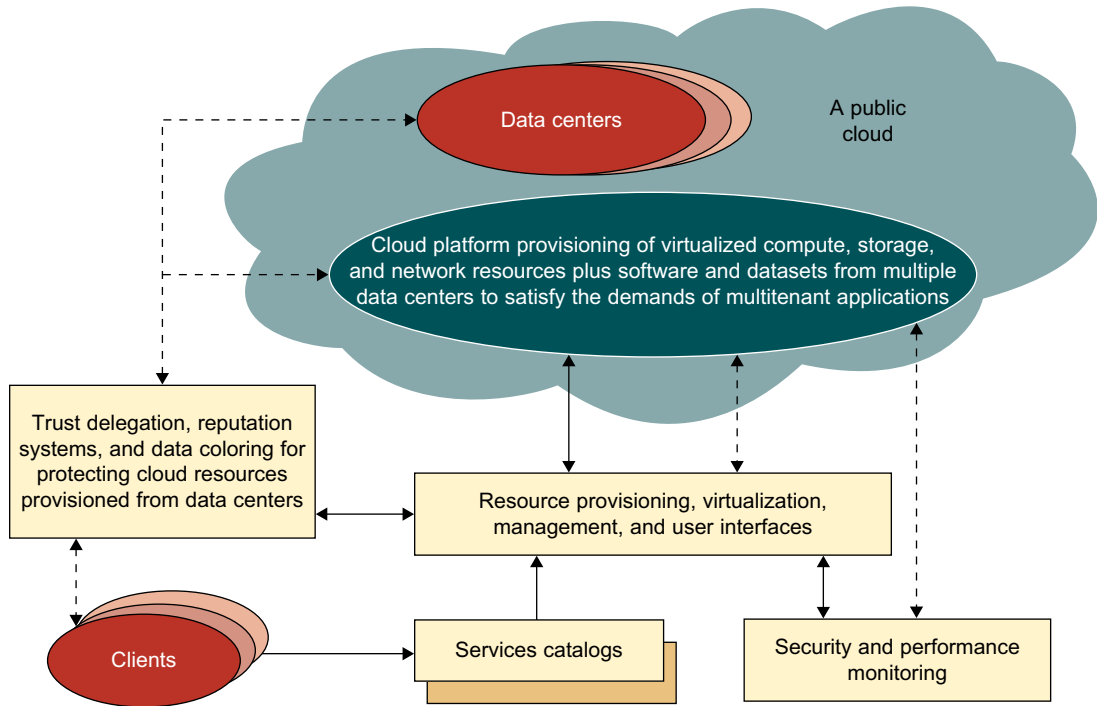 Data centers
A public
cloud
Cloud platform provisioning of virtualized compute, storage,
and network resources plus software and datasets from multiple
data centers to satisfy the demands of multitenant applications
Trust delegation, reputation
systems, and data coloring for
protecting cloud resources
provisioned from data centers
Resource provisioning, virtualization,
management, and user interfaces
Clients
Services catalogs
Security and performance
monitoring